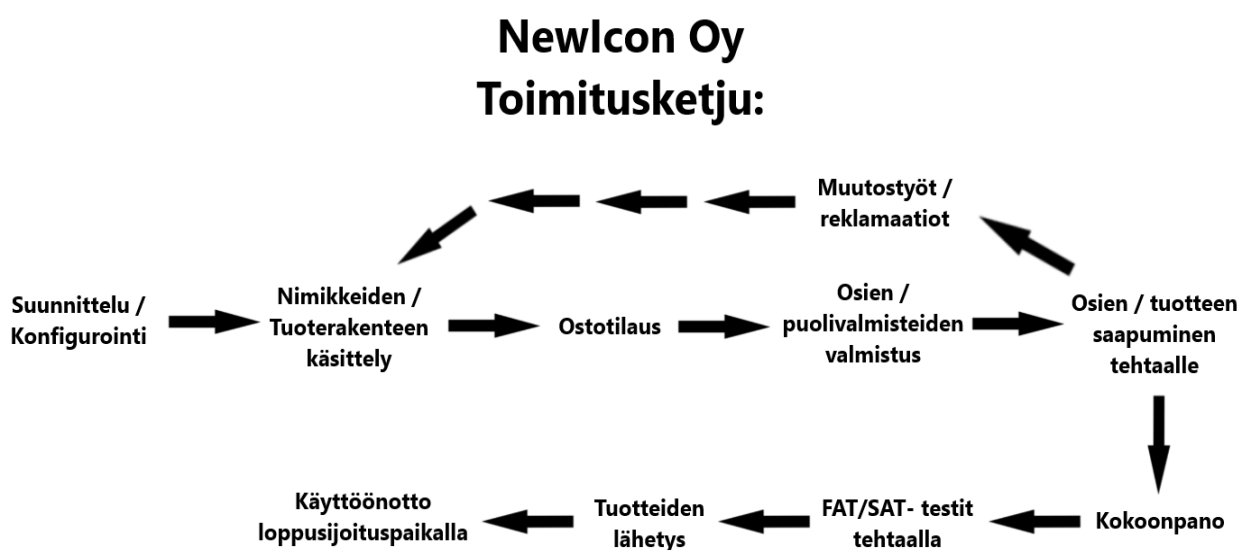 NewIcon Oy
Toimitusketju:
Muutostyöt /
reklamaatiot
Suunnittelu /
Konfigurointi
Nimikkeiden /
Tuoterakenteen
käsittely
Ostotilaus
Osien /
puolivalmisteiden
valmistus
Osien / tuotteen
saapuminen
tehtaalle
Käyttöönotto
loppusijoituspaikalla
Tuotteiden
lähetys
FAT/SAT- testit
tehtaalla
Kokoonpano